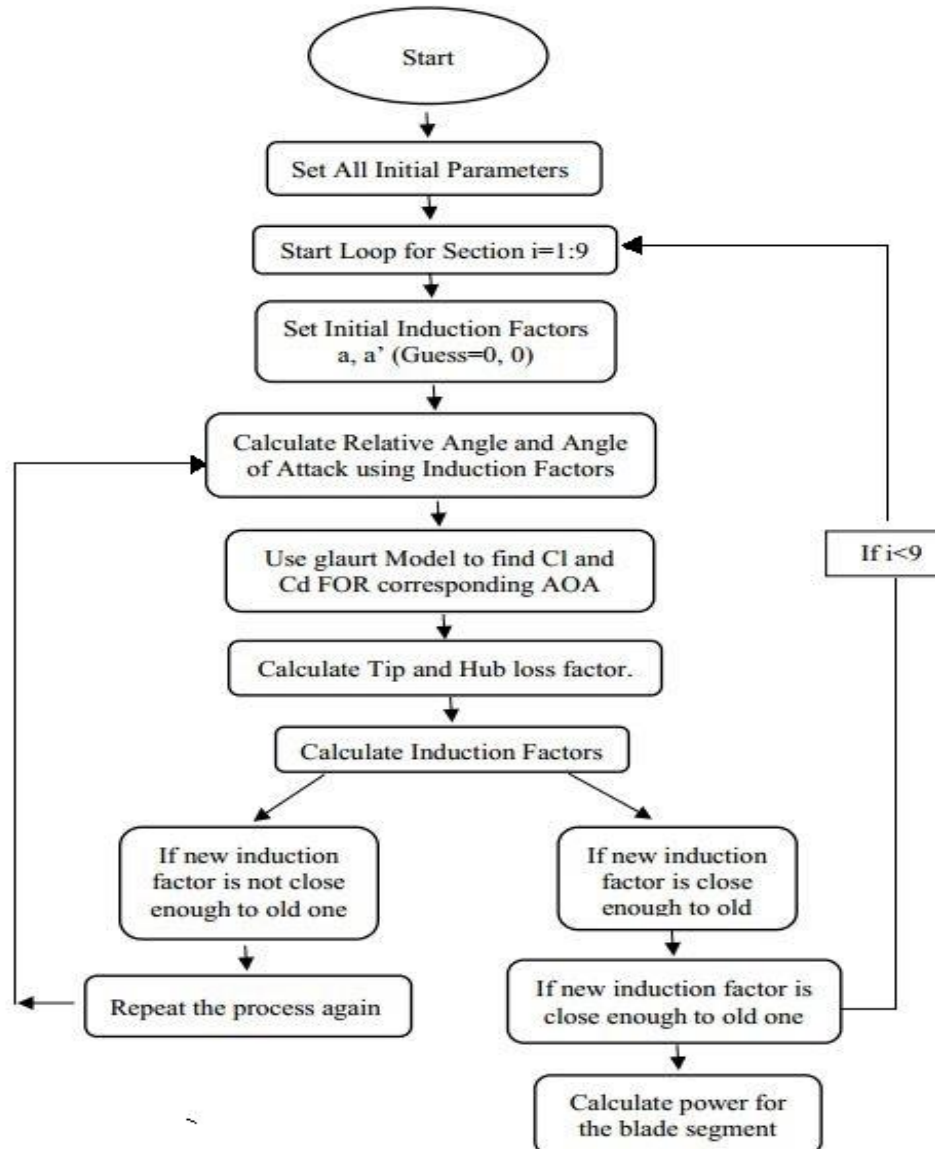 Start
Set All Initial Parameters
Start Loop for Section i=1:9
Set Initial Induction Factors
a, a’ (Guess=0, 0)
Calculate Relative Angle and Angle
of Attack using Induction Factors
Use glaurt Model to find Cl and
Cd FOR corresponding AOA
If i<9
Calculate Tip and Hub loss factor.
Calculate Induction Factors
If new induction
factor is not close
enough to old one
If new induction
factor is close
enough to old
Repeat the process again
If new induction factor is
close enough to old one
Calculate power for
the blade segment